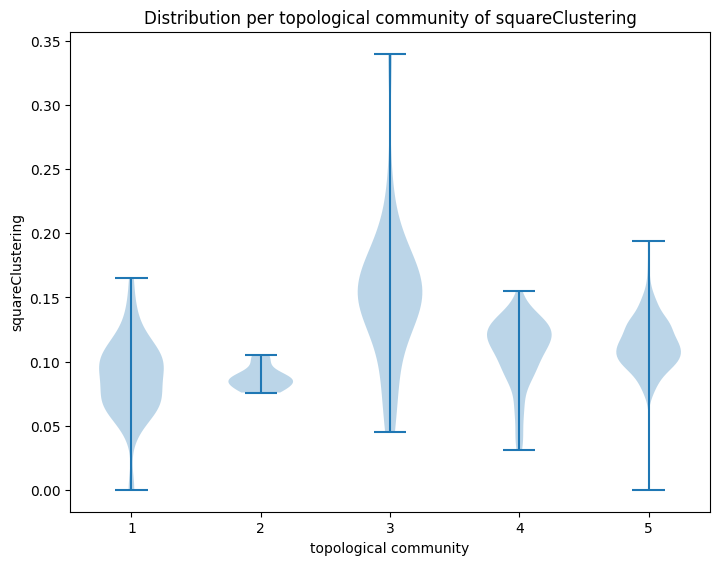 Distribution per topological community of squareClustering
0.35
0.30
0.25
0.20
0.15
0.10
0.05
0.00
squareClustering
1 2 3 4 5
topological community